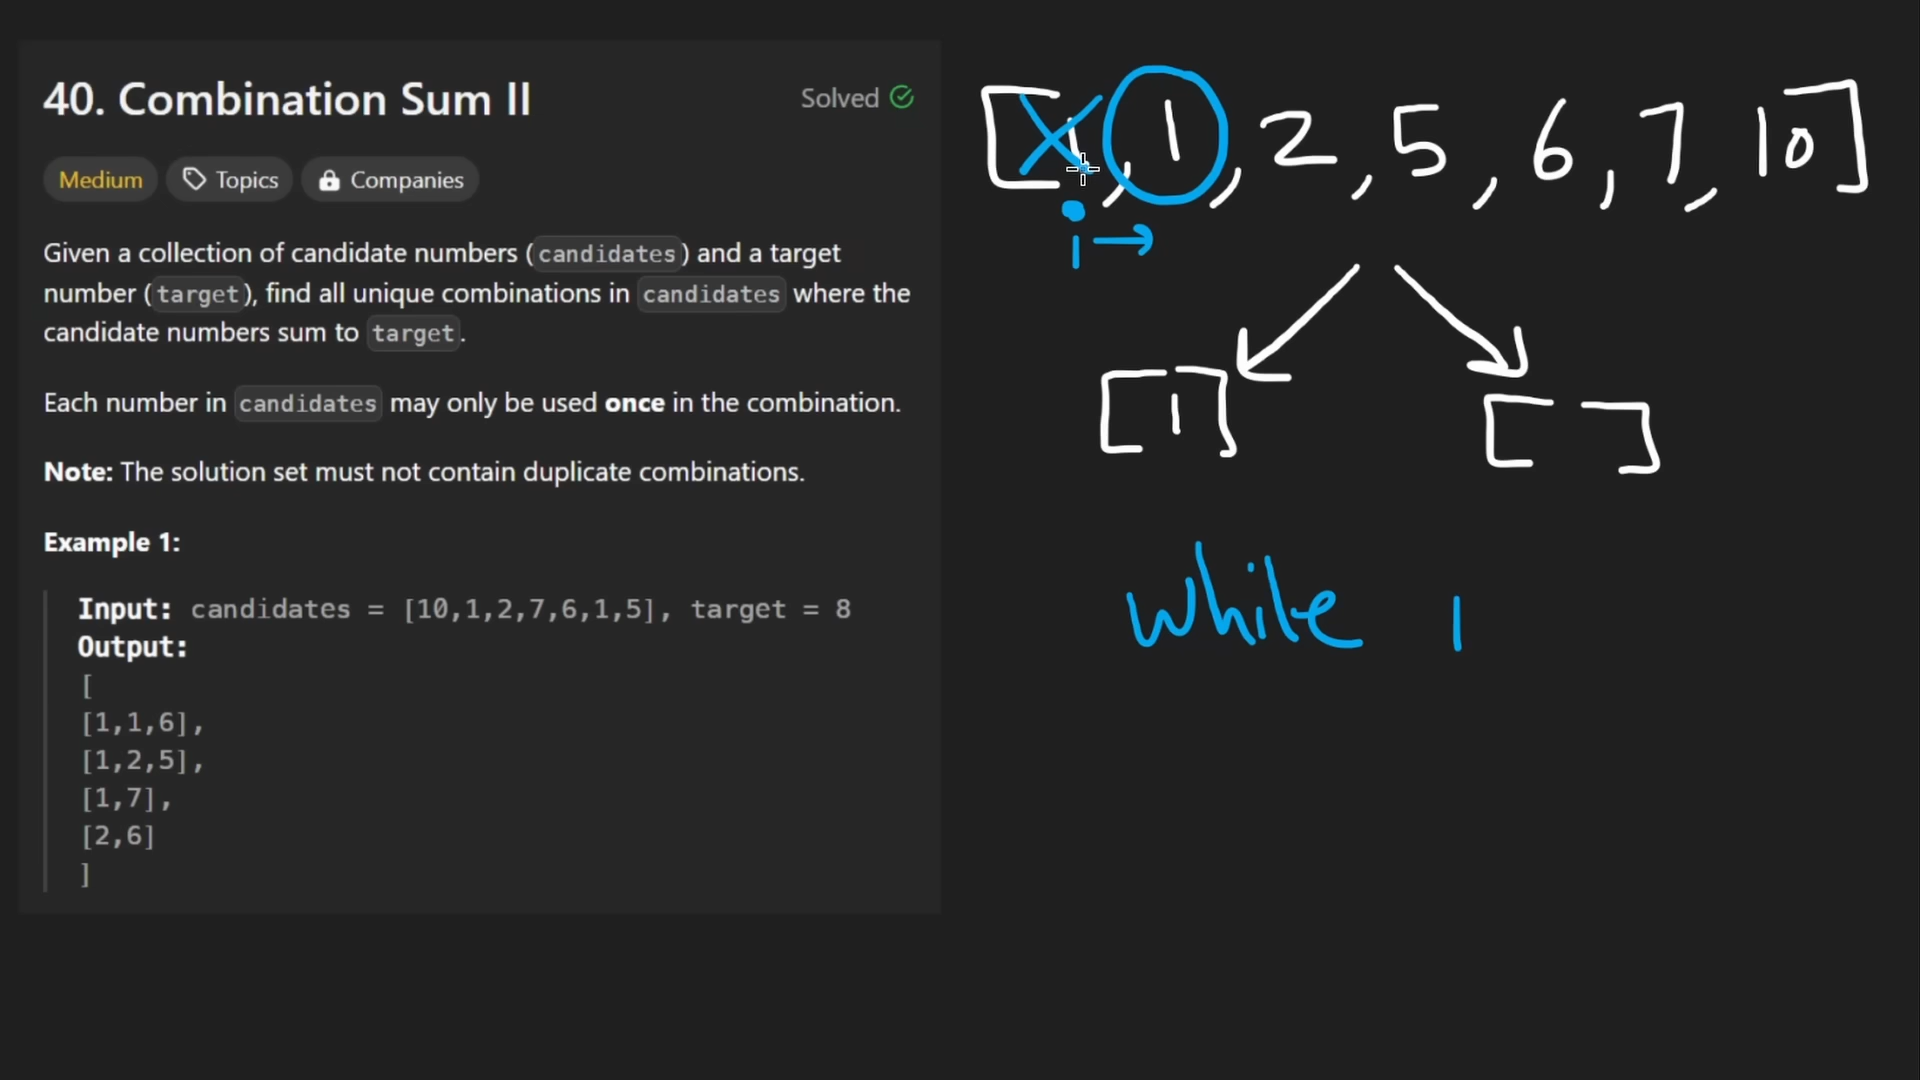 40. Combination Sum II
Solved
Medium Topics Companies
Given a collection of candidate numbers (candidates) and a target
number (target), find all unique combinations in candidates where the
candidate numbers sum to target.
Each number in candidates may only be used once in the combination.
Note: The solution set must not contain duplicate combinations.
Example 1:
Input: candidates = [10,1,2,7,6,1,5], target = 8
Output:
[
[1,1,6],
[1,2,5],
[1,7],
[2,6]
]
[1, 1, 2, 5, 6, 7, 10]
i →
[1] [ ]
while i